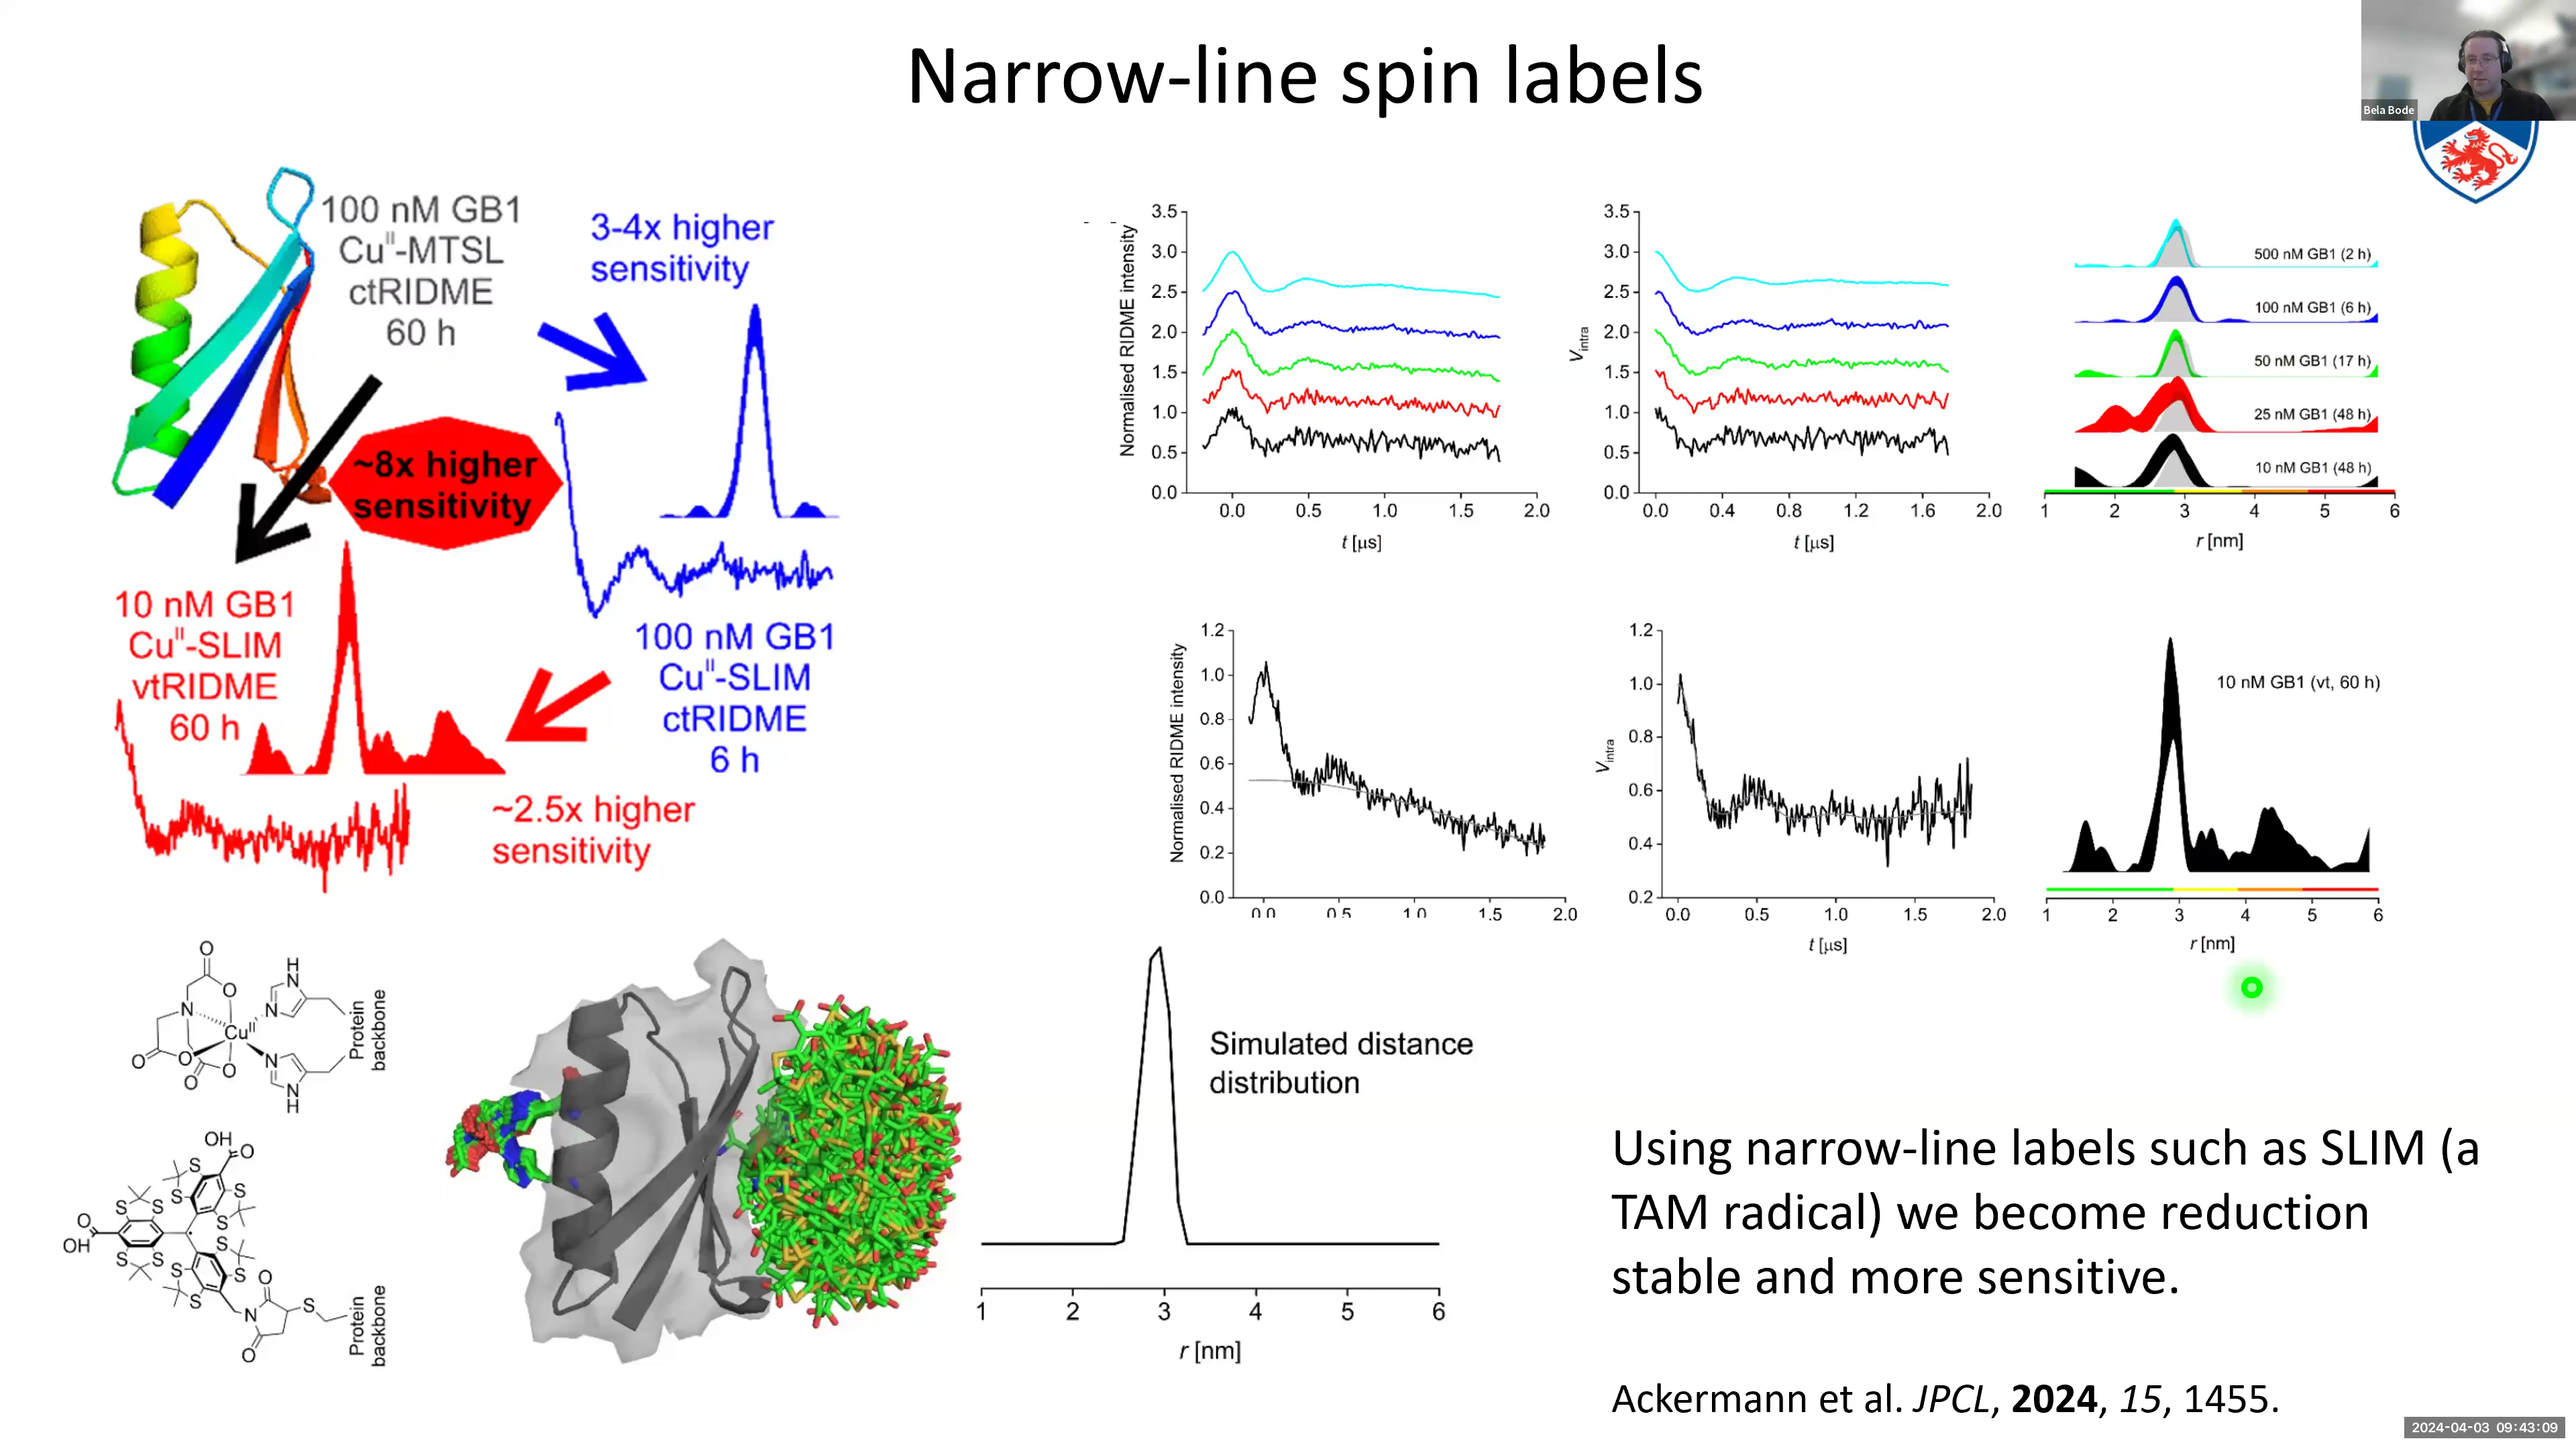 Narrow-line spin labels
Bela Bode
100 nM GB1
Cuᴵᴵ-MTSL
ctRIDME
60 h
3-4x higher
sensitivity
~8x higher
sensitivity
10 nM GB1
Cuᴵᴵ-SLIM
vtRIDME
60 h
100 nM GB1
Cuᴵᴵ-SLIM
ctRIDME
6 h
~2.5x higher
sensitivity
Normalised RIDME intensity
3.5
3.0
2.5
2.0
1.5
1.0
0.5
0.0
0.0 0.5 1.0 1.5 2.0
t [μs]
Vintra
3.5
3.0
2.5
2.0
1.5
1.0
0.5
0.0
0.0 0.4 0.8 1.2 1.6 2.0
t [μs]
500 nM GB1 (2 h)
100 nM GB1 (6 h)
50 nM GB1 (17 h)
25 nM GB1 (48 h)
10 nM GB1 (48 h)
1 2 3 4 5 6
r [nm]
Normalised RIDME intensity
1.2
1.0
0.8
0.6
0.4
0.2
0.0
0.0 0.5 1.0 1.5 2.0
Vintra
1.2
1.0
0.8
0.6
0.4
0.2
0.0 0.5 1.0 1.5 2.0
t [μs]
10 nM GB1 (vt, 60 h)
1 2 3 4 5 6
r [nm]
O
O
N
O
O
O
O
Cuᴵᴵ
H
N
N
N
N
H
Protein
backbone
OH
O
S
S
S
S
S
S
S
S
S
S
S
S
O
OH
O
N
O
S
Protein
backbone
Simulated distance
distribution
1 2 3 4 5 6
r [nm]
Using narrow-line labels such as SLIM (a
TAM radical) we become reduction
stable and more sensitive.
Ackermann et al. JPCL, 2024, 15, 1455.
2024-04-03 09:43:09